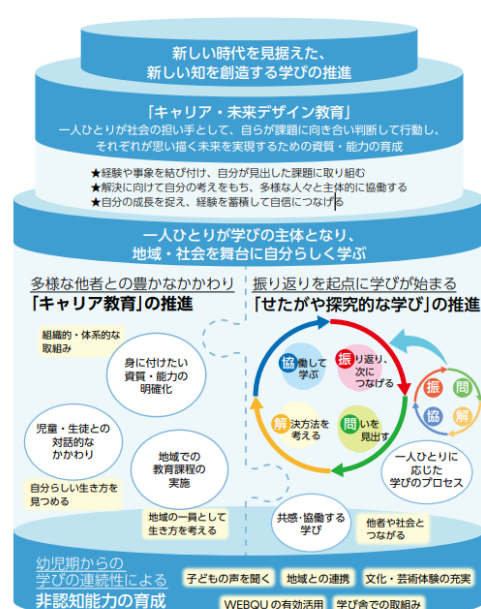 新しい時代を見据えた、
新しい知を創造する学びの推進
「キャリア・未来デザイン教育」
一人ひとりが社会の担い手として、自らが課題に向き合い判断して行動し、
それぞれが思い描く未来を実現するための資質・能力の育成
★経験や事象を結び付け、自分が見出した課題に取り組む
★解決に向けて自分の考えをもち、多様な人々と主体的に協働する
★自分の成長を捉え、経験を蓄積して自信につなげる
一人ひとりが学びの主体となり、
地域・社会を舞台に自分らしく学ぶ
多様な他者との豊かなかかわり
「キャリア教育」の推進
組織的・体系的な
取組み
身に付けたい
資質・能力の
明確化
児童・生徒との
対話的な
かかわり
自分らしい生き方を
見つめる
地域での
教育課程の
実施
地域の一員として
生き方を考える
振り返りを起点に学びが始まる
「せたがや探究的な学び」の推進
協働して
学ぶ
振り返り、
次に
つなげる
解決方法を
考える
問いを
見出す
振
問
協
解
一人ひとりに
応じた
学びのプロセス
共感・協働する
学び
他者や社会と
つながる
幼児期からの
学びの連続性による
非認知能力の育成
子どもの声を聞く
地域との連携
文化・芸術体験の充実
WEBQUの有効活用
学び舎での取組み